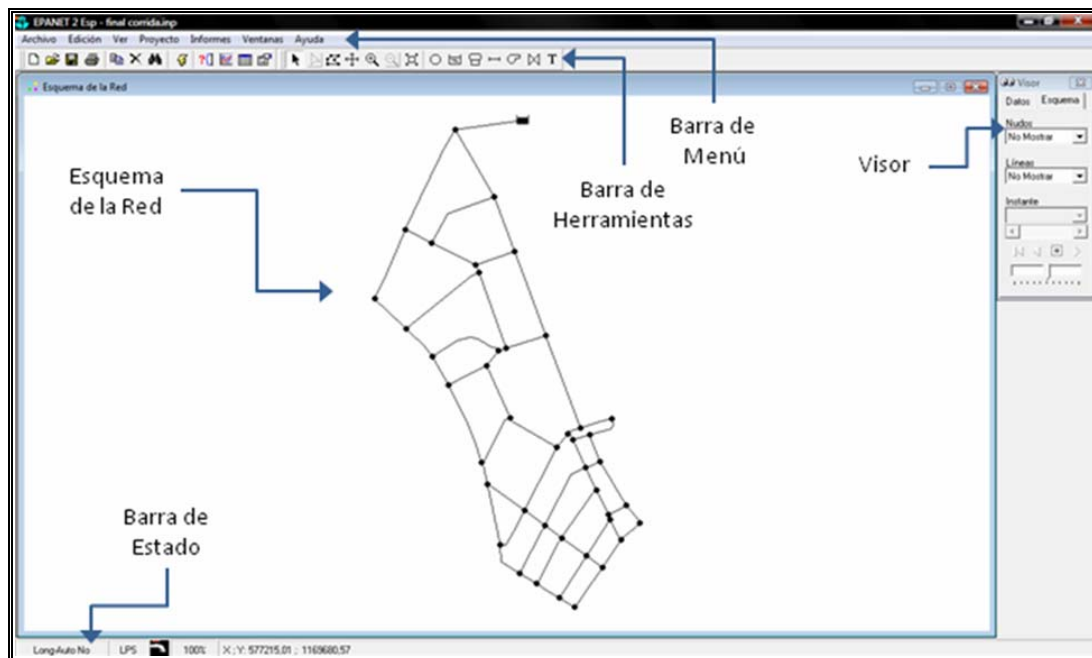 EPANET 2 Esp - final corrida.inp
Archivo Edición Ver Proyecto Informes Ventanas Ayuda
T
Esquema de la Red
Visor
Datos Esquema
Nudos
No Mostrar
Líneas
No Mostrar
Instante
Barra de
Menú
Visor
Esquema
de la Red
Barra de
Herramientas
Barra de
Estado
Long-Auto No LPS 100% X ; Y: 577215,01 ; 1169680,57